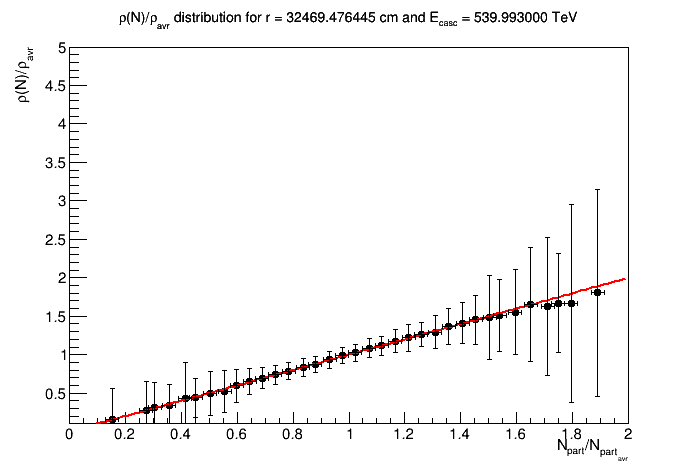 ρ(N)/ρavr distribution for r = 32469.476445 cm and Ecasc = 539.993000 TeV
ρ(N)/ρavr
5
4.5
4
3.5
3
2.5
2
1.5
1
0.5
0 0.2 0.4 0.6 0.8 1 1.2 1.4 1.6 1.8 2
Npart/Npartavr